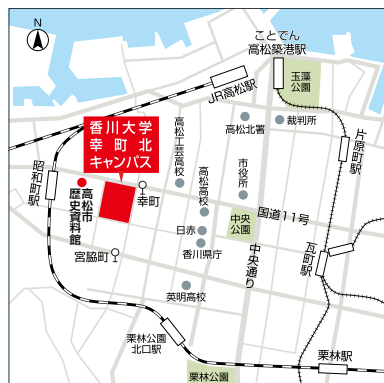 N
ことでん
高松築港駅
玉藻
公園
JR高松駅
香川大学
幸町北
キャンパス
高松工芸高校
高松北署
裁判所
片原町駅
昭和町駅
高松市
歴史資料館
幸町
高松高校
市役所
国道11号
中央
公園
日赤
香川県庁
宮脇町
中央通り
瓦町駅
英明高校
栗林公園
北口駅
栗林駅
栗林公園